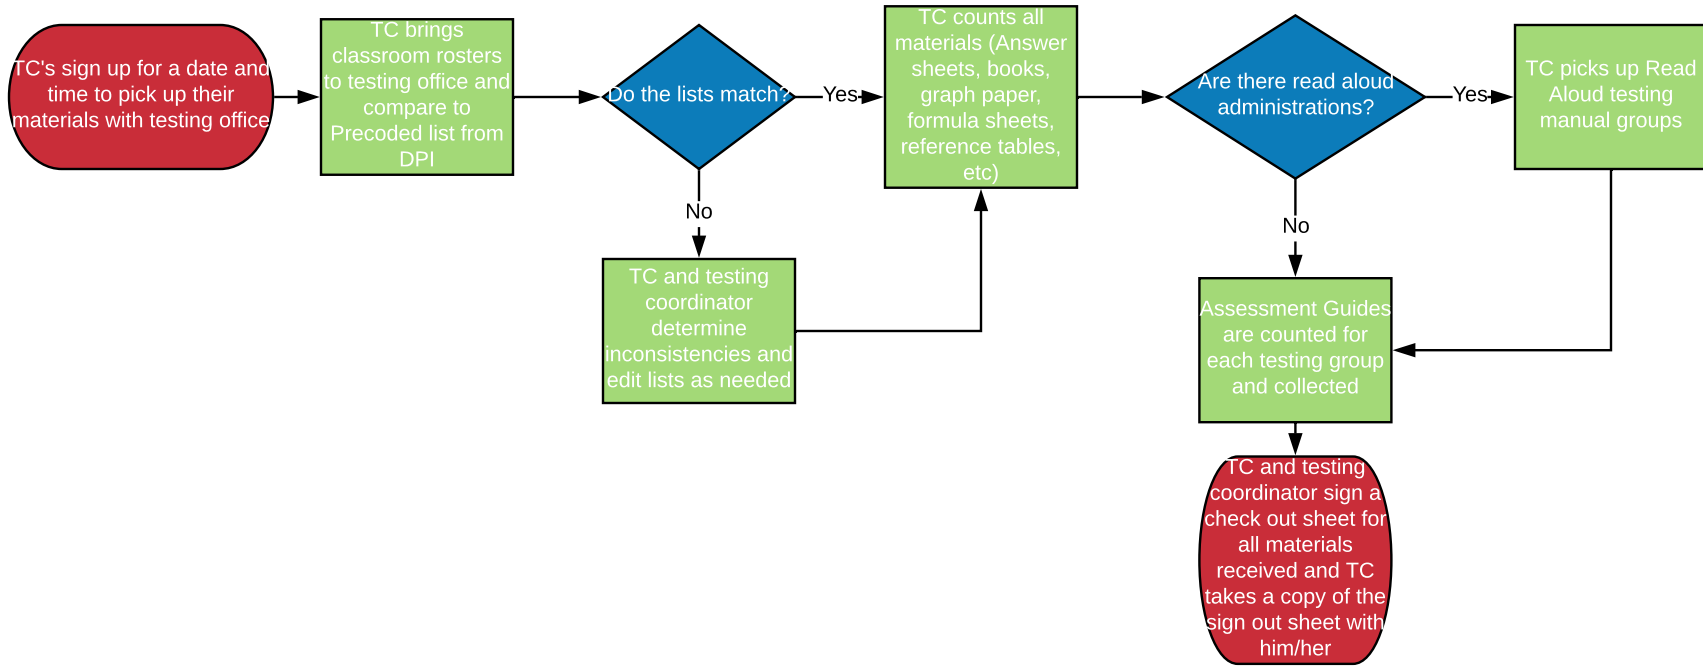 TC's sign up for a date and
time to pick up their
materials with testing office
TC brings
classroom rosters
to testing office and
compare to
Precoded list from
DPI
Do the lists match?
Yes
No
TC and testing
coordinator
determine
inconsistencies and
edit lists as needed
TC counts all
materials (Answer
sheets, books,
graph paper,
formula sheets,
reference tables,
etc)
Are there read aloud
administrations?
Yes
No
TC picks up Read
Aloud testing
manual groups
Assessment Guides
are counted for
each testing group
and collected
TC and testing
coordinator sign a
check out sheet for
all materials
received and TC
takes a copy of the
sign out sheet with
him/her